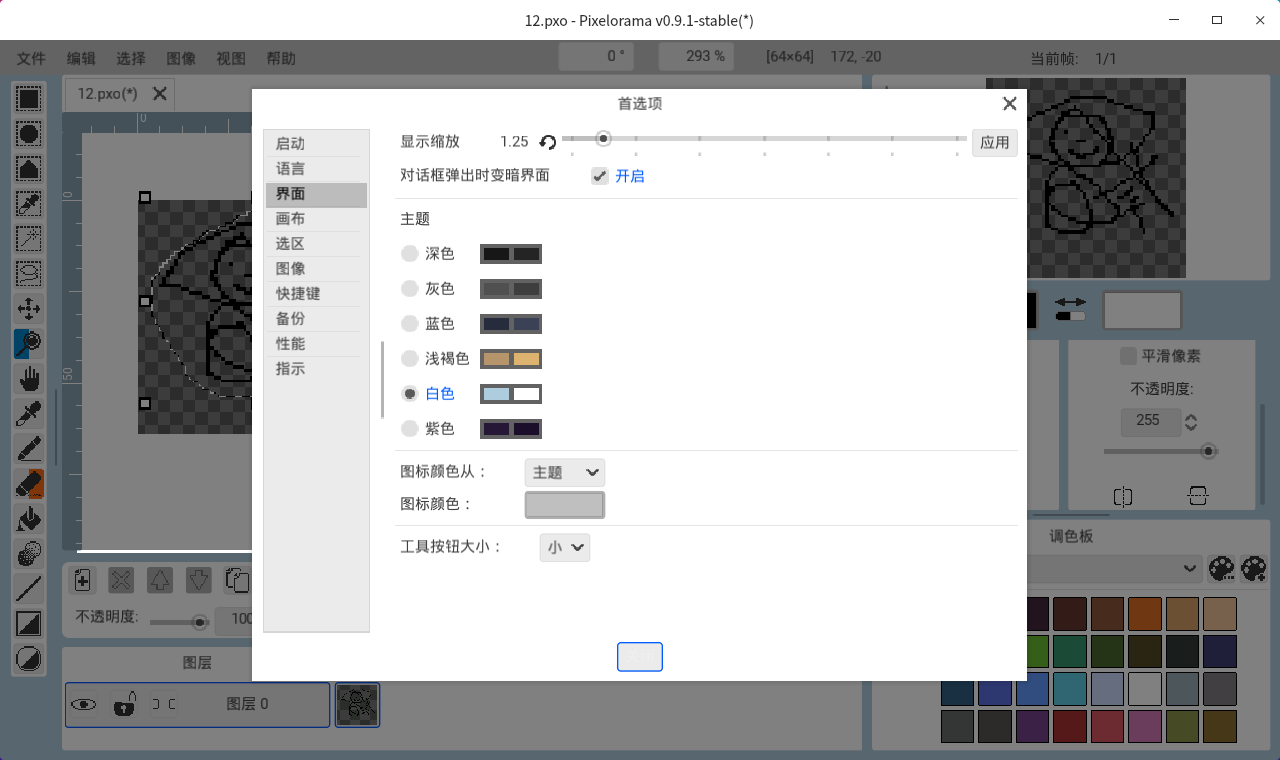 12.pxo - Pixelorama v0.9.1-stable(*)
文件 编辑 选择 图像 视图 帮助 0 ° 293 % [64×64] 172, -20 当前帧: 1/1
12.pxo(*)
0
0
50
首选项
启动
语言
界面
画布
选区
图像
快捷键
备份
性能
指示
显示缩放 1.25 应用
对话框弹出时变暗界面 开启
主题
深色
灰色
蓝色
浅褐色
白色
紫色
图标颜色从： 主题
图标颜色：
工具按钮大小： 小
平滑像素
不透明度:
255
调色板
不透明度: 100
图层
图层 0